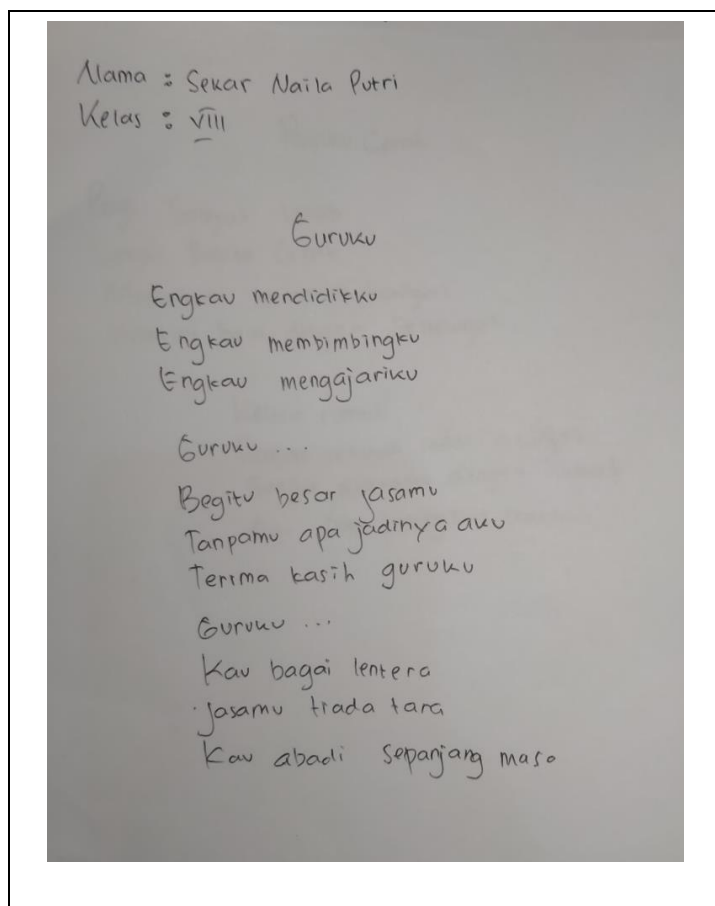 Nama : Sekar Naila Putri
Kelas : VIII
Guruku
Engkau mendidikku
Engkau membimbingku
Engkau mengajariku
Guruku ...
Begitu besar jasamu
Tanpamu apa jadinya aku
Terima kasih guruku
Guruku ...
Kau bagai lentera
jasamu tiada tara
Kau abadi sepanjang masa